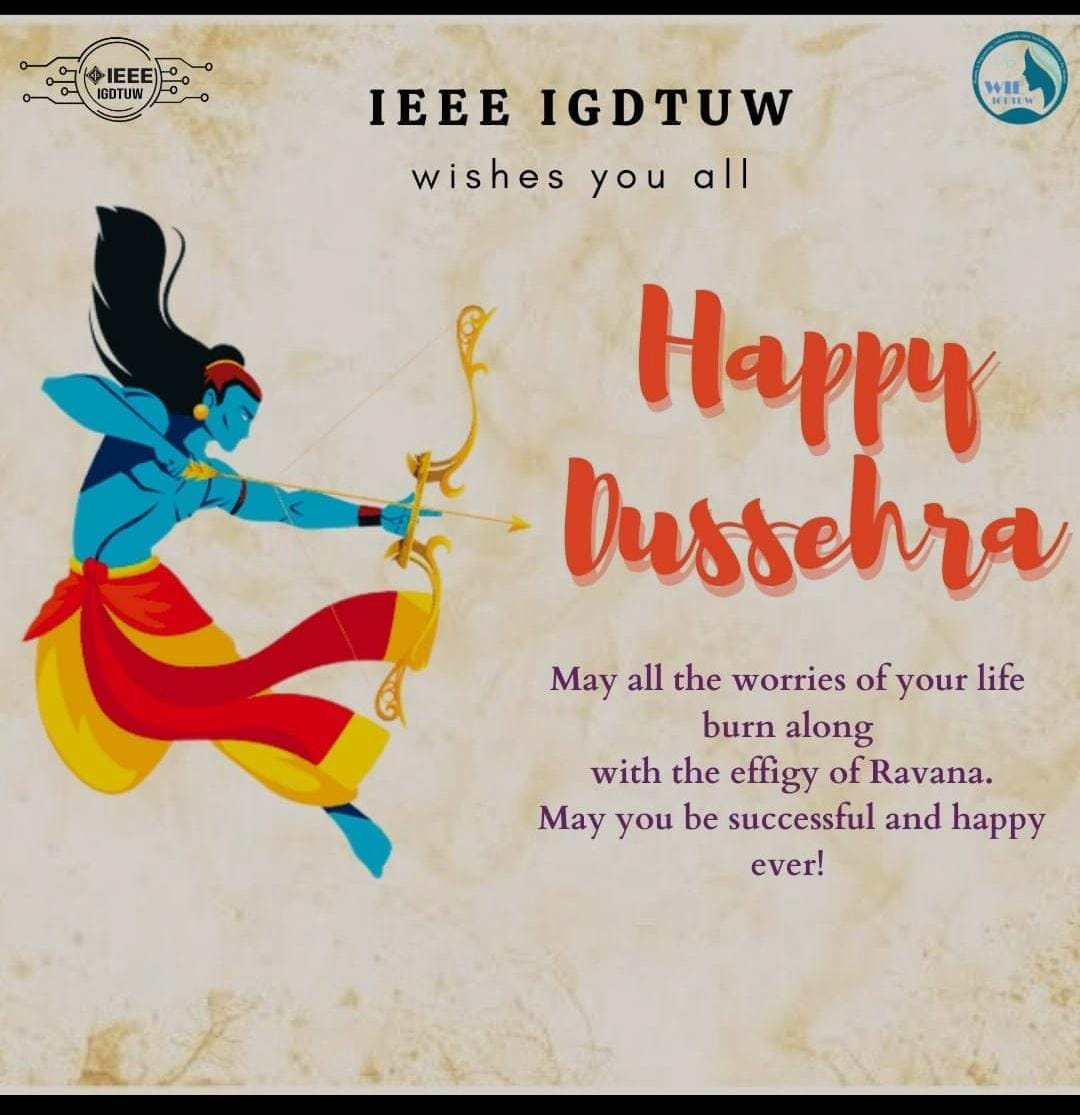 IEEE
IGDTUW
IEEE IGDTUW
WIE
IGDTUW
wishes you all
Happy
Dussehra
May all the worries of your life
burn along
with the effigy of Ravana.
May you be successful and happy
ever!